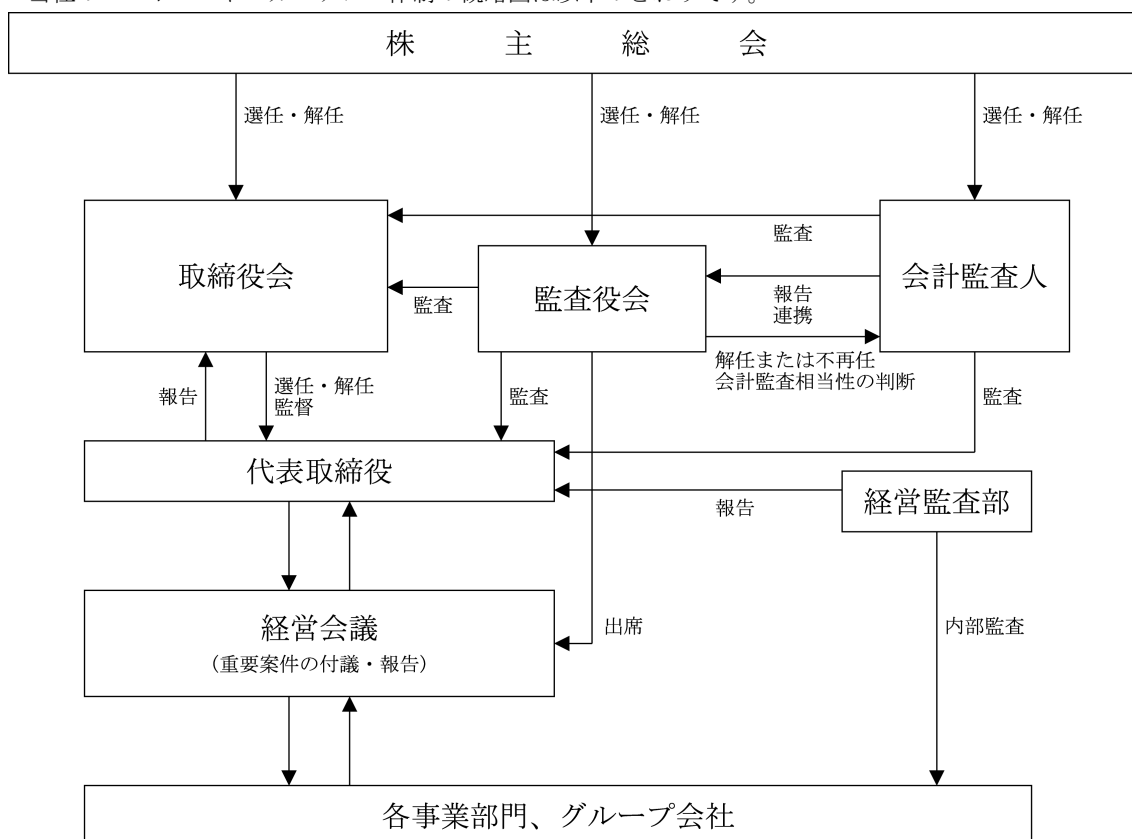 株主総会
選任・解任
選任・解任
選任・解任
取締役会
監査役会
会計監査人
監査
監査
報告
連携
解任または不再任
会計監査相当性の判断
報告
選任・解任
監督
監査
監査
代表取締役
報告
経営監査部
経営会議
(重要案件の付議・報告)
出席
内部監査
各事業部門、グループ会社